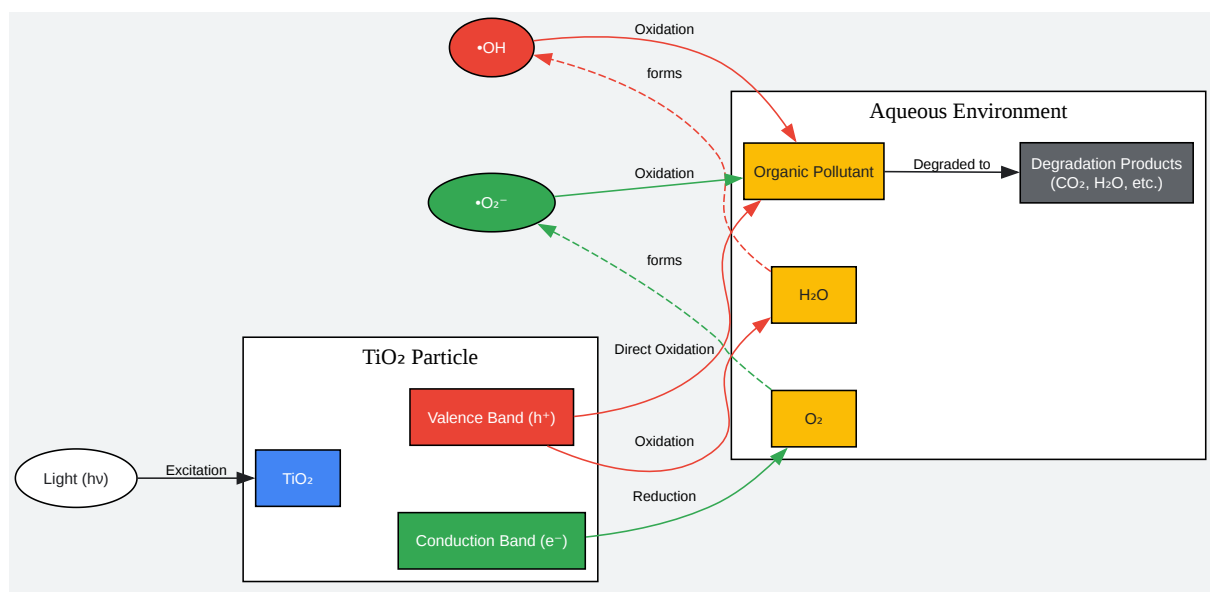 Oxidation
•OH
forms
Aqueous Environment
Organic Pollutant
Degraded to
Degradation Products
(CO₂, H₂O, etc.)
Oxidation
•O₂⁻
forms
H₂O
TiO₂ Particle
Direct Oxidation
Valence Band (h⁺)
O₂
Oxidation
Light (hν)
Excitation
TiO₂
Reduction
Conduction Band (e⁻)